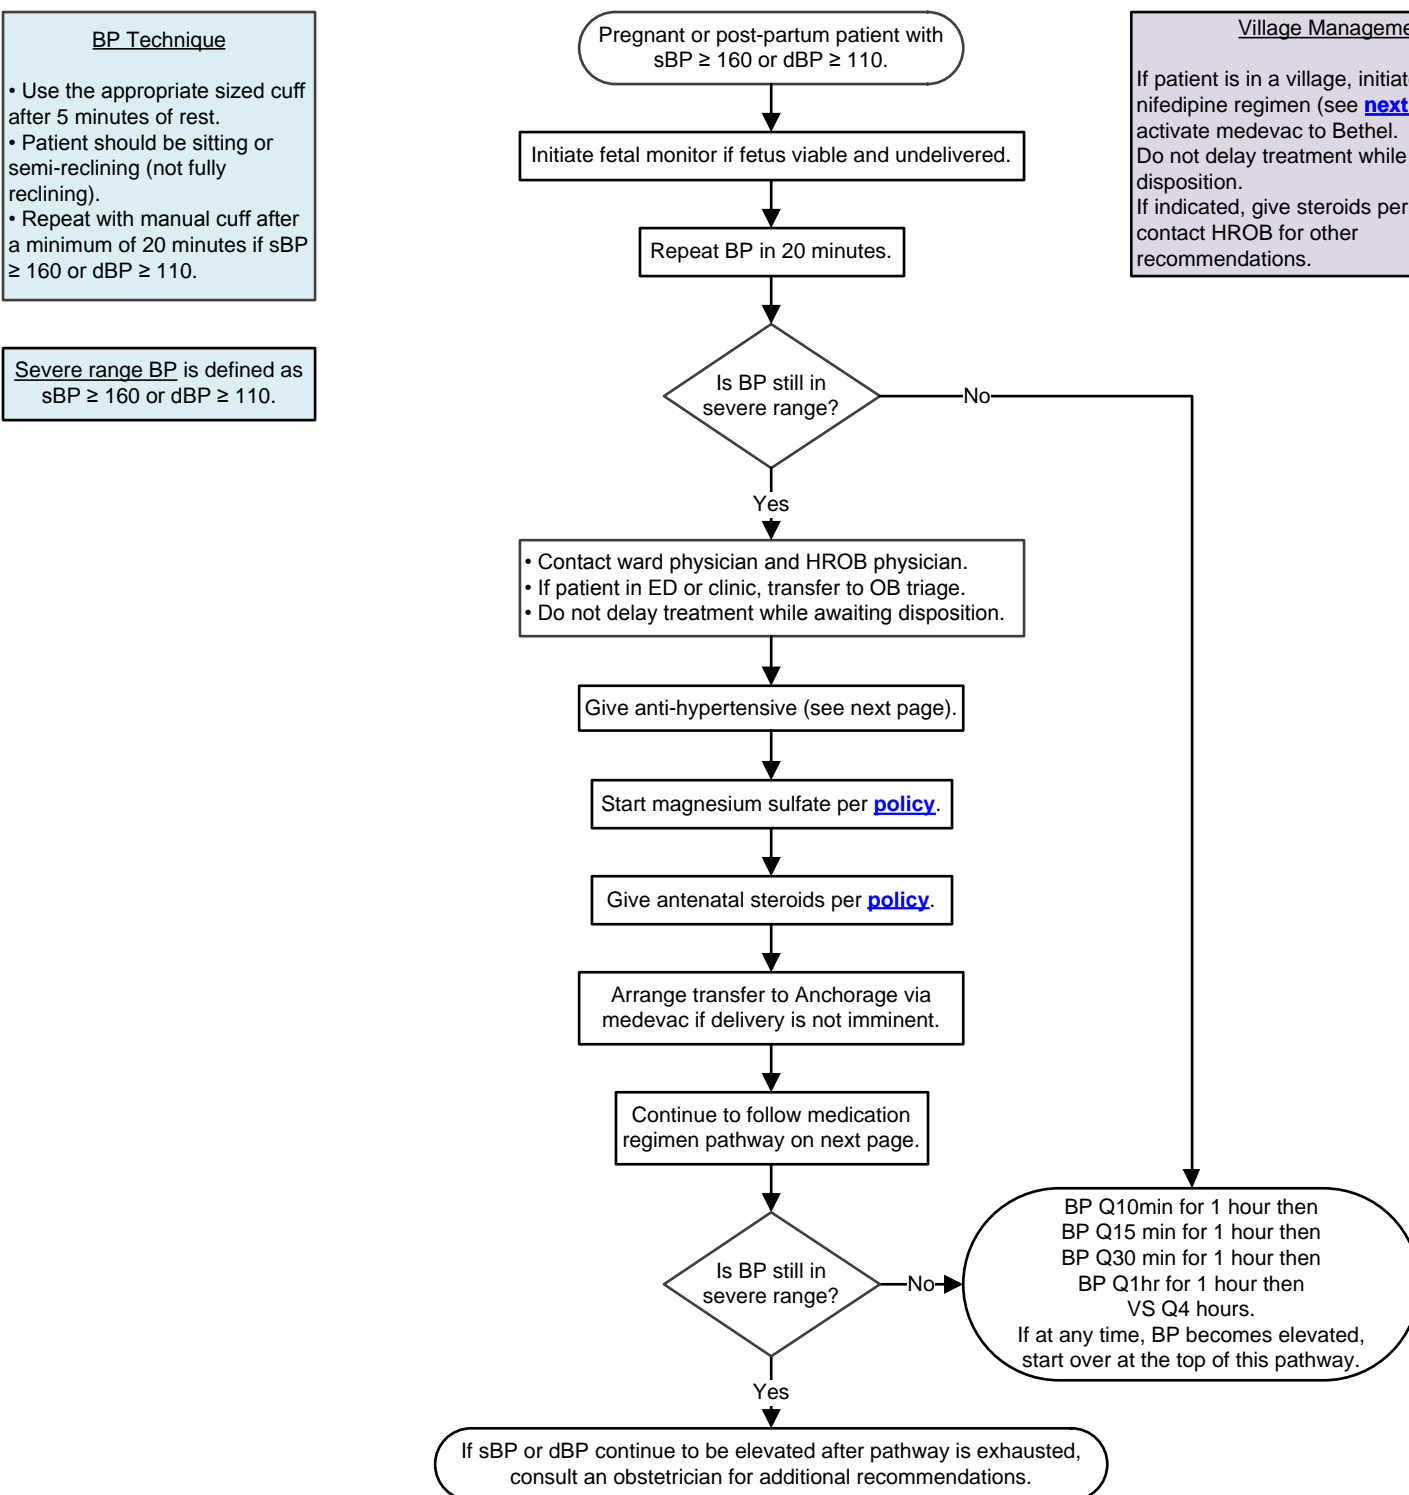 BP Technique
• Use the appropriate sized cuff
after 5 minutes of rest.
• Patient should be sitting or
semi-reclining (not fully
reclining).
• Repeat with manual cuff after
a minimum of 20 minutes if sBP
≥ 160 or dBP ≥ 110.
Severe range BP is defined as
sBP ≥ 160 or dBP ≥ 110.
Pregnant or post-partum patient with
sBP ≥ 160 or dBP ≥ 110.
Initiate fetal monitor if fetus viable and undelivered.
Repeat BP in 20 minutes.
Is BP still in
severe range?
No
Yes
• Contact ward physician and HROB physician.
• If patient in ED or clinic, transfer to OB triage.
• Do not delay treatment while awaiting disposition.
Give anti-hypertensive (see next page).
Start magnesium sulfate per policy.
Give antenatal steroids per policy.
Arrange transfer to Anchorage via
medevac if delivery is not imminent.
Continue to follow medication
regimen pathway on next page.
Is BP still in
severe range?
No
Yes
If sBP or dBP continue to be elevated after pathway is exhausted,
consult an obstetrician for additional recommendations.
Village
If patient is in a village,
nifedipine regimen (see next
activate medevac to Bethel.
Do not delay treatment while
disposition.
If indicated, give steroids per
contact HROB for other
recommendations.
BP Q10min for 1 hour then
BP Q15 min for 1 hour then
BP Q30 min for 1 hour then
BP Q1hr for 1 hour then
VS Q4 hours.
If at any time, BP becomes elevated,
start over at the top of this pathway.